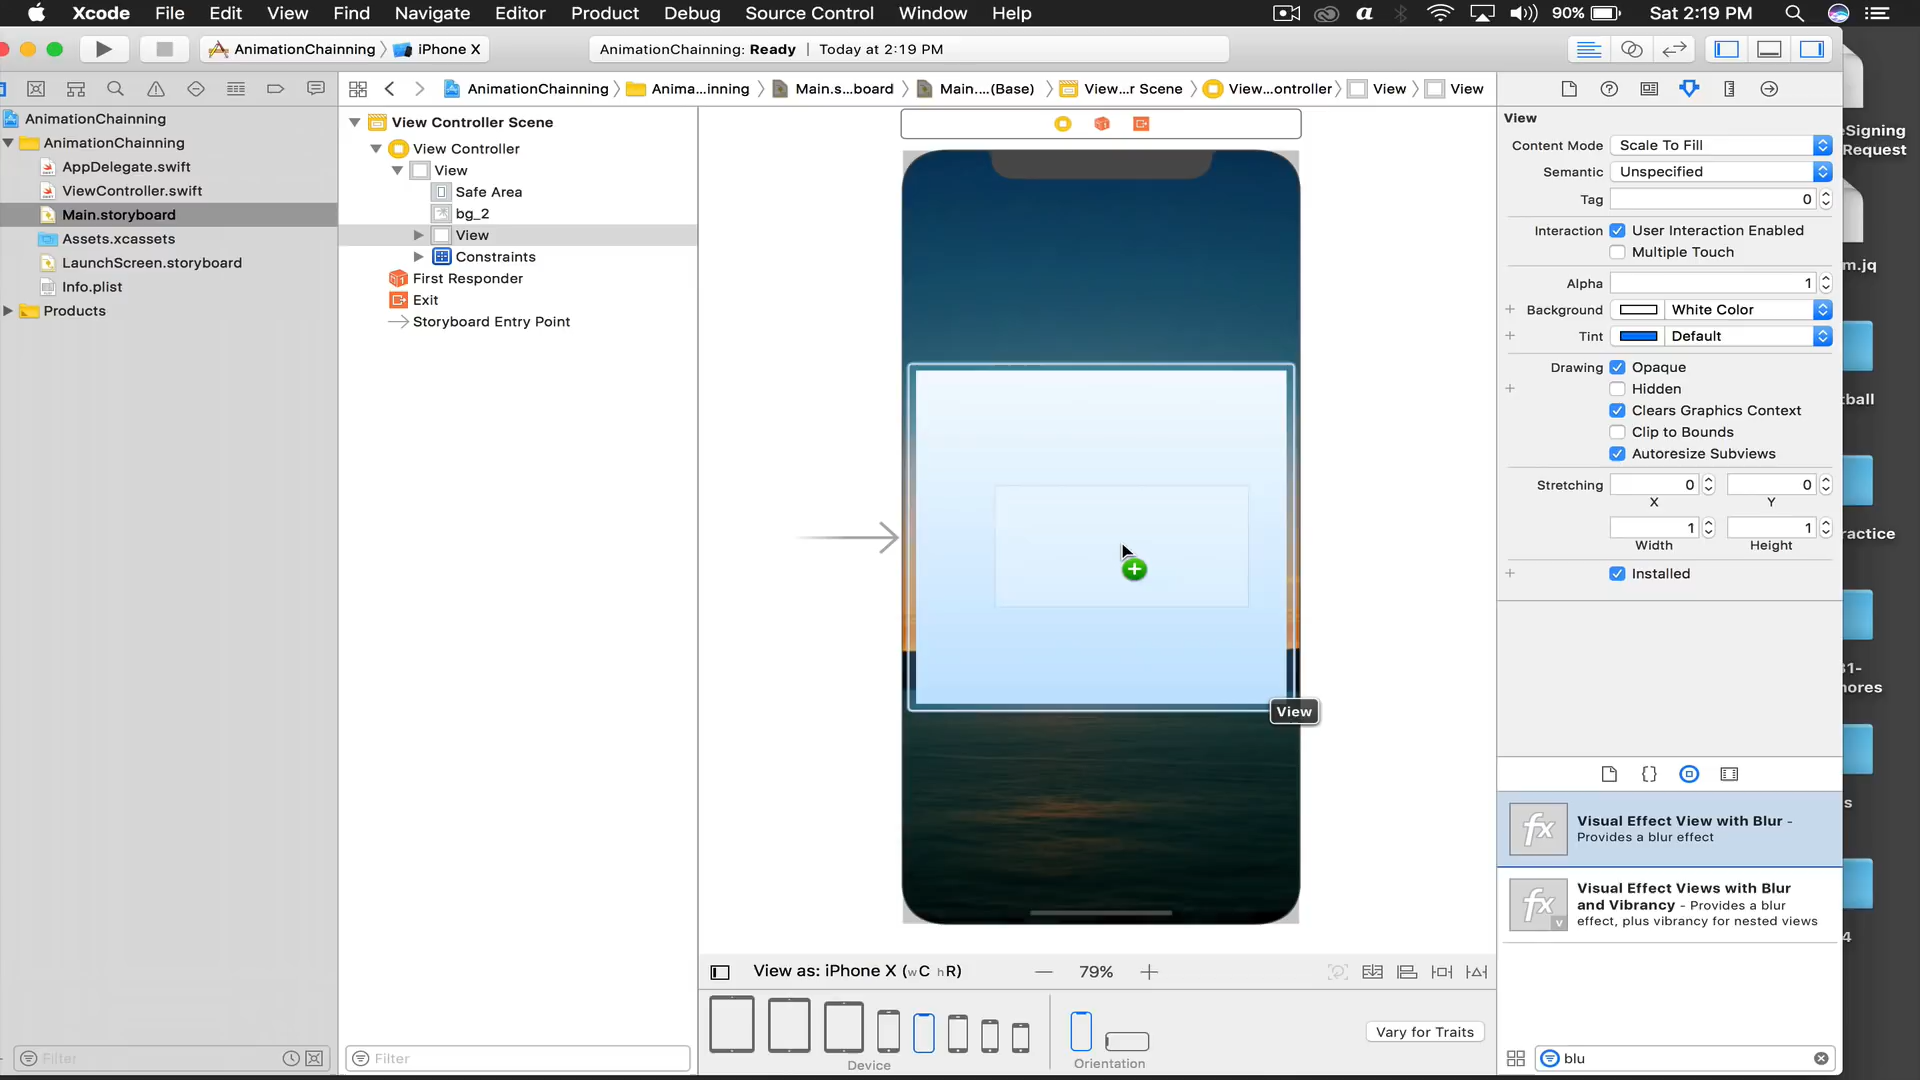 Xcode File Edit View Find Navigate Editor Product Debug Source Control Window Help 90% Sat 2:19 PM
AnimationChainning iPhone X AnimationChainning: Ready | Today at 2:19 PM
AnimationChainning Anima...inning Main.s...board Main....(Base) View...r Scene View...ontroller View View
AnimationChainning
AnimationChainning
AppDelegate.swift
ViewController.swift
Main.storyboard
Assets.xcassets
LaunchScreen.storyboard
Info.plist
Products
Filter
View Controller Scene
View Controller
View
Safe Area
bg_2
View
Constraints
First Responder
Exit
Storyboard Entry Point
Filter
View
View as: iPhone X (wC hR) 79%
Device
Orientation
Vary for Traits
View
Content Mode Scale To Fill
Semantic Unspecified
Tag 0
Interaction User Interaction Enabled
Multiple Touch
Alpha 1
Background White Color
Tint Default
Drawing Opaque
Hidden
Clears Graphics Context
Clip to Bounds
Autoresize Subviews
Stretching 0 0
X Y
1 1
Width Height
Installed
Visual Effect View with Blur -
Provides a blur effect
Visual Effect Views with Blur
and Vibrancy - Provides a blur
effect, plus vibrancy for nested views
blu
eSigning
Request
m.jq
tball
ractice
31-
nores
s
4